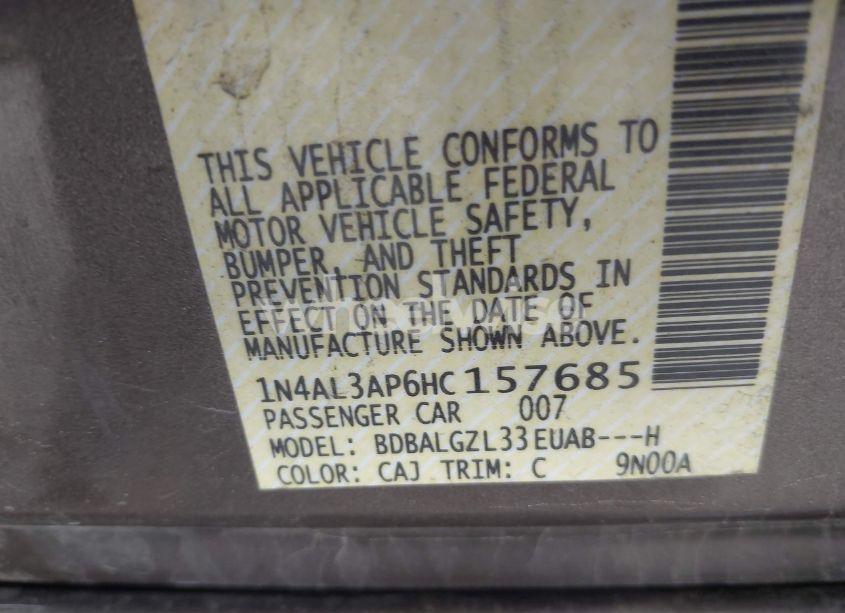 THIS VEHICLE CONFORMS TO
ALL APPLICABLE FEDERAL
MOTOR VEHICLE SAFETY,
BUMPER, AND THEFT
PREVENTION STANDARDS IN
EFFECT ON THE DATE OF
MANUFACTURE SHOWN ABOVE.
1N4AL3AP6HC157685
PASSENGER CAR 007
MODEL: BDBALGZL33EUAB---H
COLOR: CAJ TRIM: C 9N00A